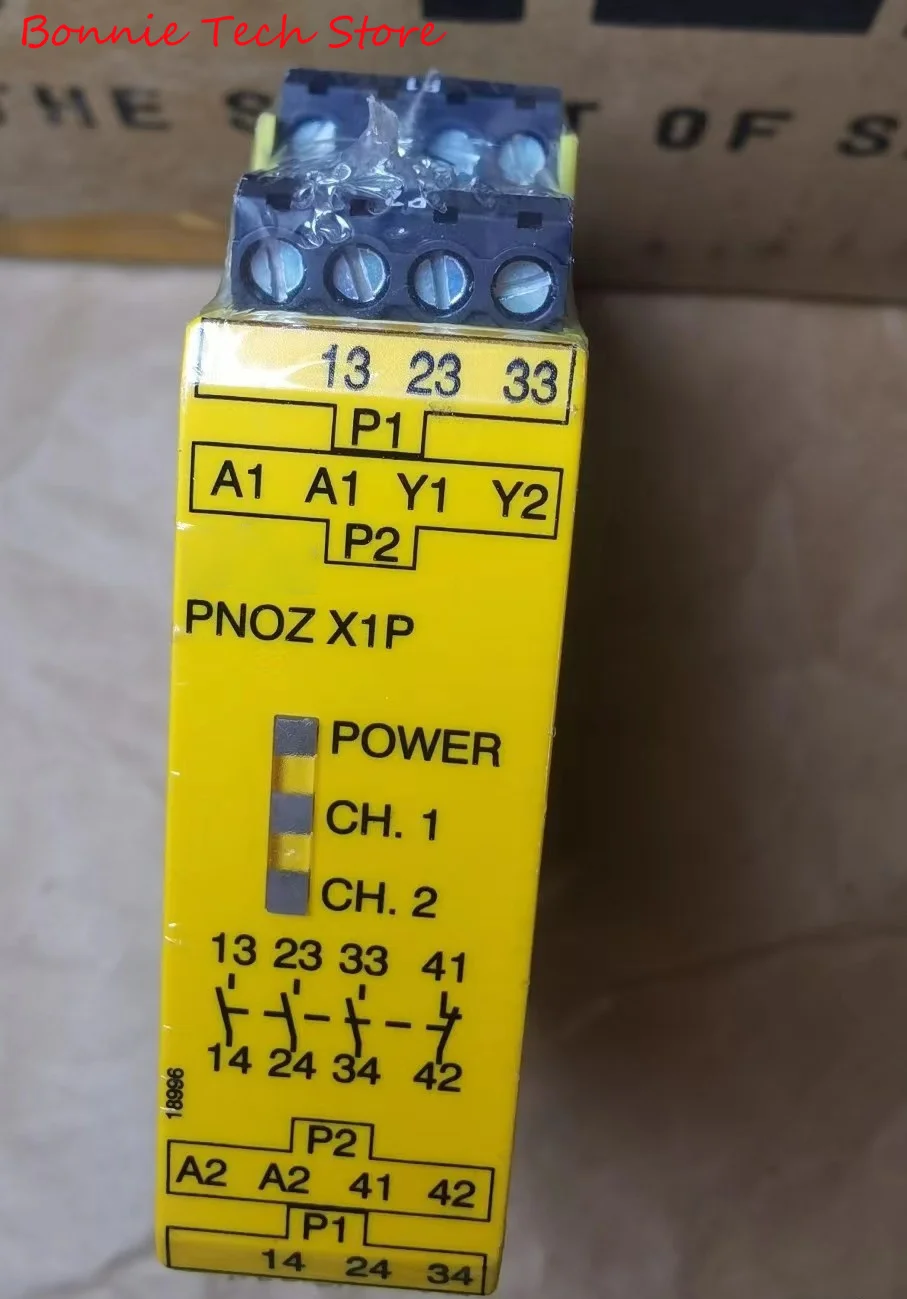 Bonnie Tech Store
OF
13 23 33
P1
A1 A1 Y1 Y2
P2
PNOZ X1P
POWER
CH. 1
CH. 2
13 23 33 41
14 24 34 42
18996
P2
A2 A2 41 42
P1
14 24 34